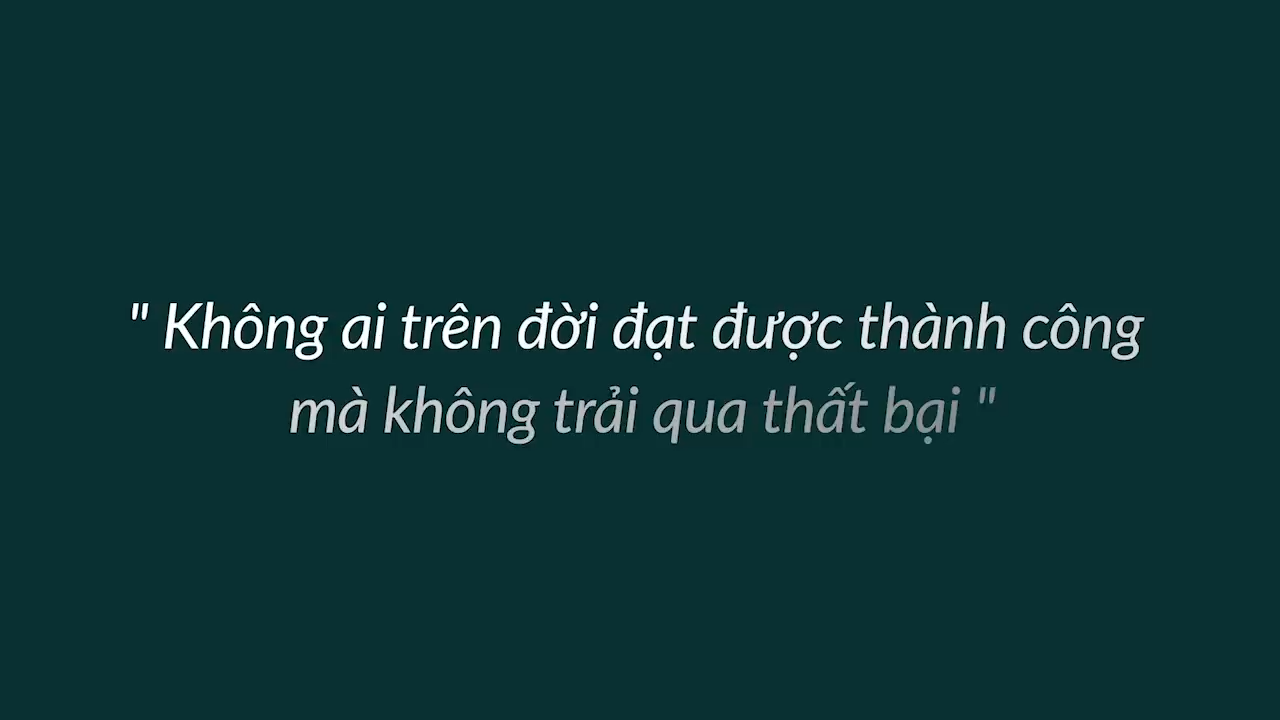 " Không ai trên đời đạt được thành công
mà không trải qua thất bại "